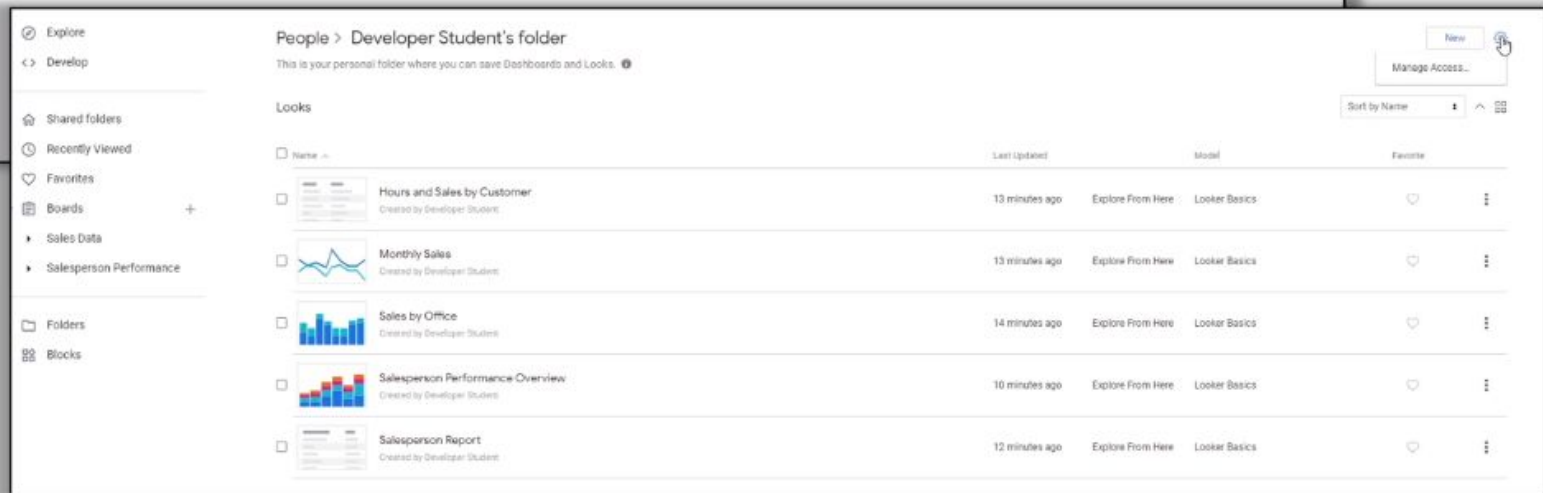 Explore
Develop
Shared folders
Recently Viewed
Favorites
Boards +
Sales Data
Salesperson Performance
Folders
Blocks
People > Developer Student's folder
New
This is your personal folder where you can save Dashboards and Looks.
Manage Access...
Looks
Sort by Name
Name Last Updated Model Favorite
Hours and Sales by Customer
Created by Developer Student
13 minutes ago Explore From Here Looker Basics
Monthly Sales
Created by Developer Student
13 minutes ago Explore From Here Looker Basics
Sales by Office
Created by Developer Student
14 minutes ago Explore From Here Looker Basics
Salesperson Performance Overview
Created by Developer Student
10 minutes ago Explore From Here Looker Basics
Salesperson Report
Created by Developer Student
12 minutes ago Explore From Here Looker Basics